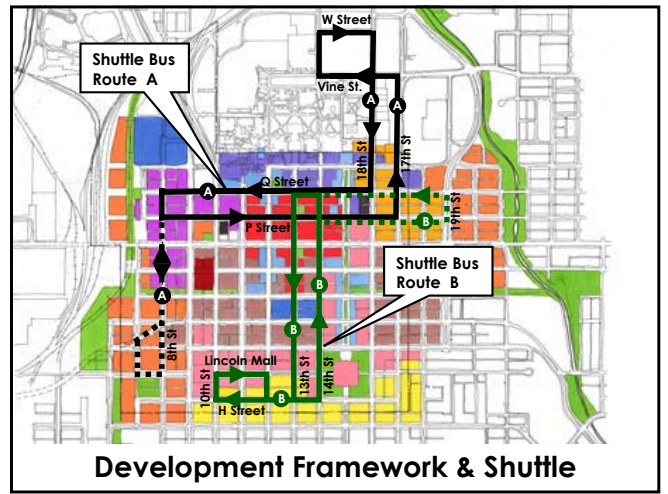 W Street
Shuttle Bus
Route A
Vine St.
A
A
18th St
17th St
Q Street
A
P Street
19th St
B
Shuttle Bus
Route B
B
A
B
8th St
Lincoln Mall
10th St
13th St
14th St
B
H Street
Development Framework & Shuttle